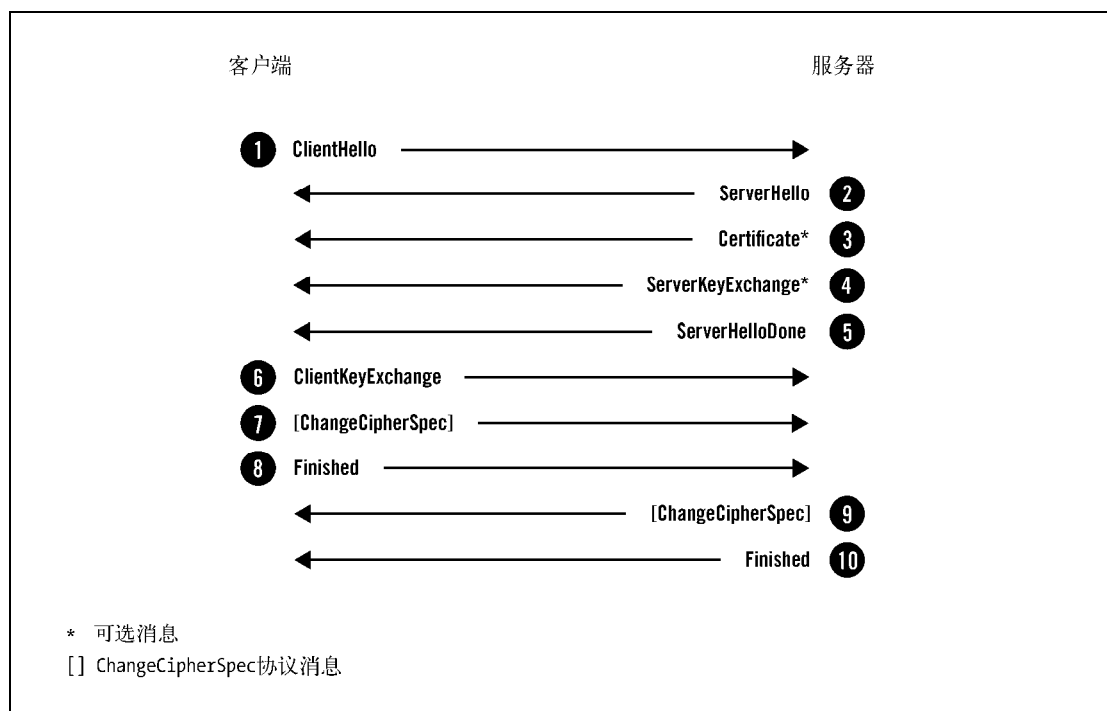 客户端 服务器
1 ClientHello
ServerHello 2
Certificate* 3
ServerKeyExchange* 4
ServerHelloDone 5
6 ClientKeyExchange
7 [ChangeCipherSpec]
8 Finished
[ChangeCipherSpec] 9
Finished 10
* 可选消息
[] ChangeCipherSpec协议消息